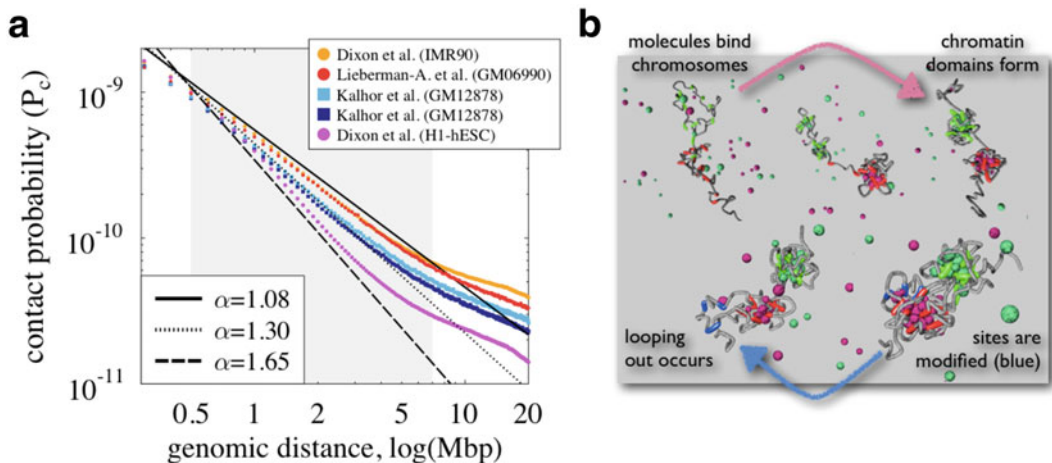 a
contact probability (Pc)
10-9
10-10
10-11
Dixon et al. (IMR90)
Lieberman-A. et al. (GM06990)
Kalhor et al. (GM12878)
Kalhor et al. (GM12878)
Dixon et al. (H1-hESC)
α=1.08
α=1.30
α=1.65
0.5 1 2 5 10 20
genomic distance, log(Mbp)
b
molecules bind
chromosomes
chromatin
domains form
looping
out occurs
sites are
modified (blue)